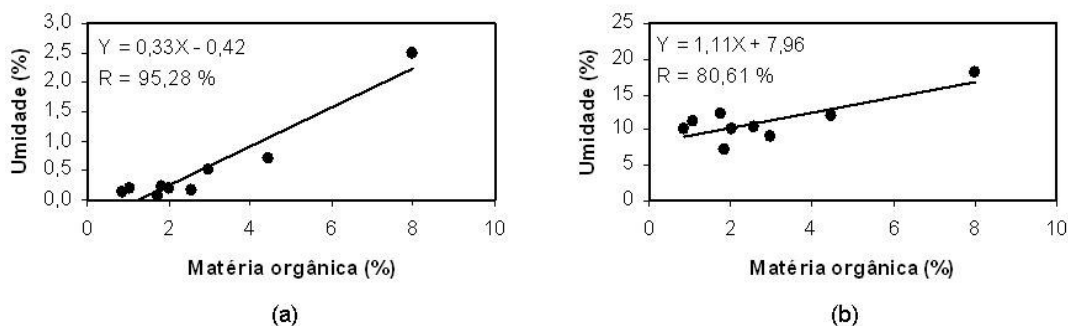 3,0
2,5
2,0
1,5
1,0
0,5
0,0
Umidade (%)
Y = 0,33X - 0,42
R = 95,28 %
0 2 4 6 8 10
Matéria orgânica (%)
(a)
25
20
15
10
5
0
Umidade (%)
Y = 1,11X + 7,96
R = 80,61 %
0 2 4 6 8 10
Matéria orgânica (%)
(b)